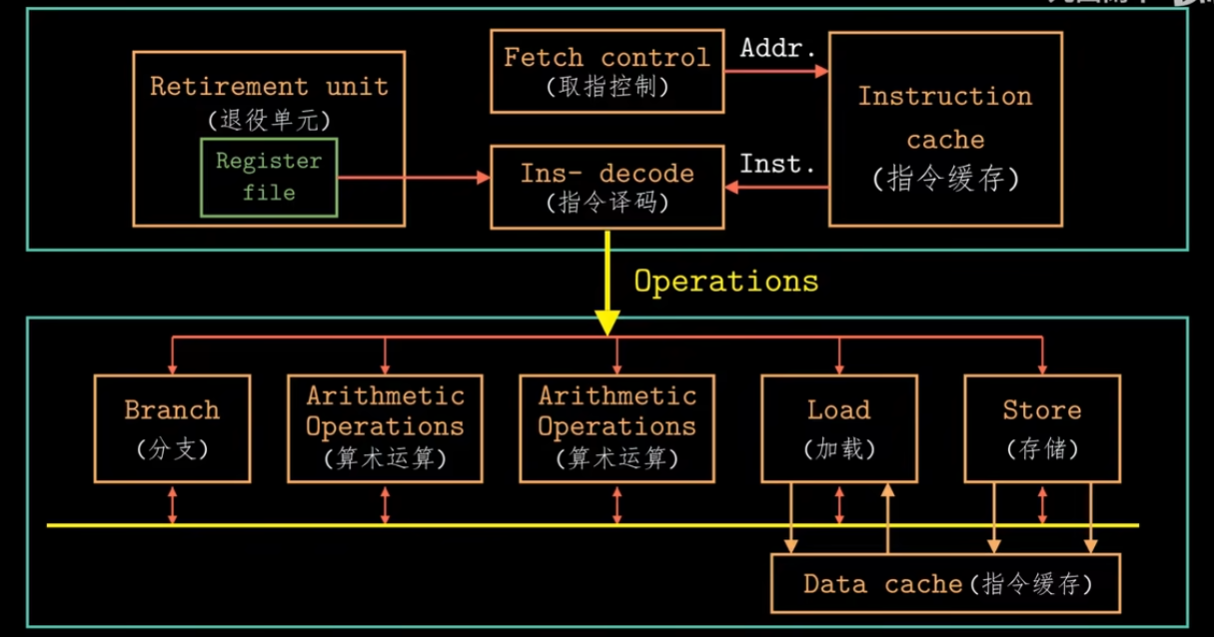 Retirement unit
(退役单元)
Register
file
Fetch control
(取指控制)
Addr.
Instruction
cache
(指令缓存)
Ins- decode
(指令译码)
Inst.
Operations
Branch
(分支)
Arithmetic
Operations
(算术运算)
Arithmetic
Operations
(算术运算)
Load
(加载)
Store
(存储)
Data cache(指令缓存)